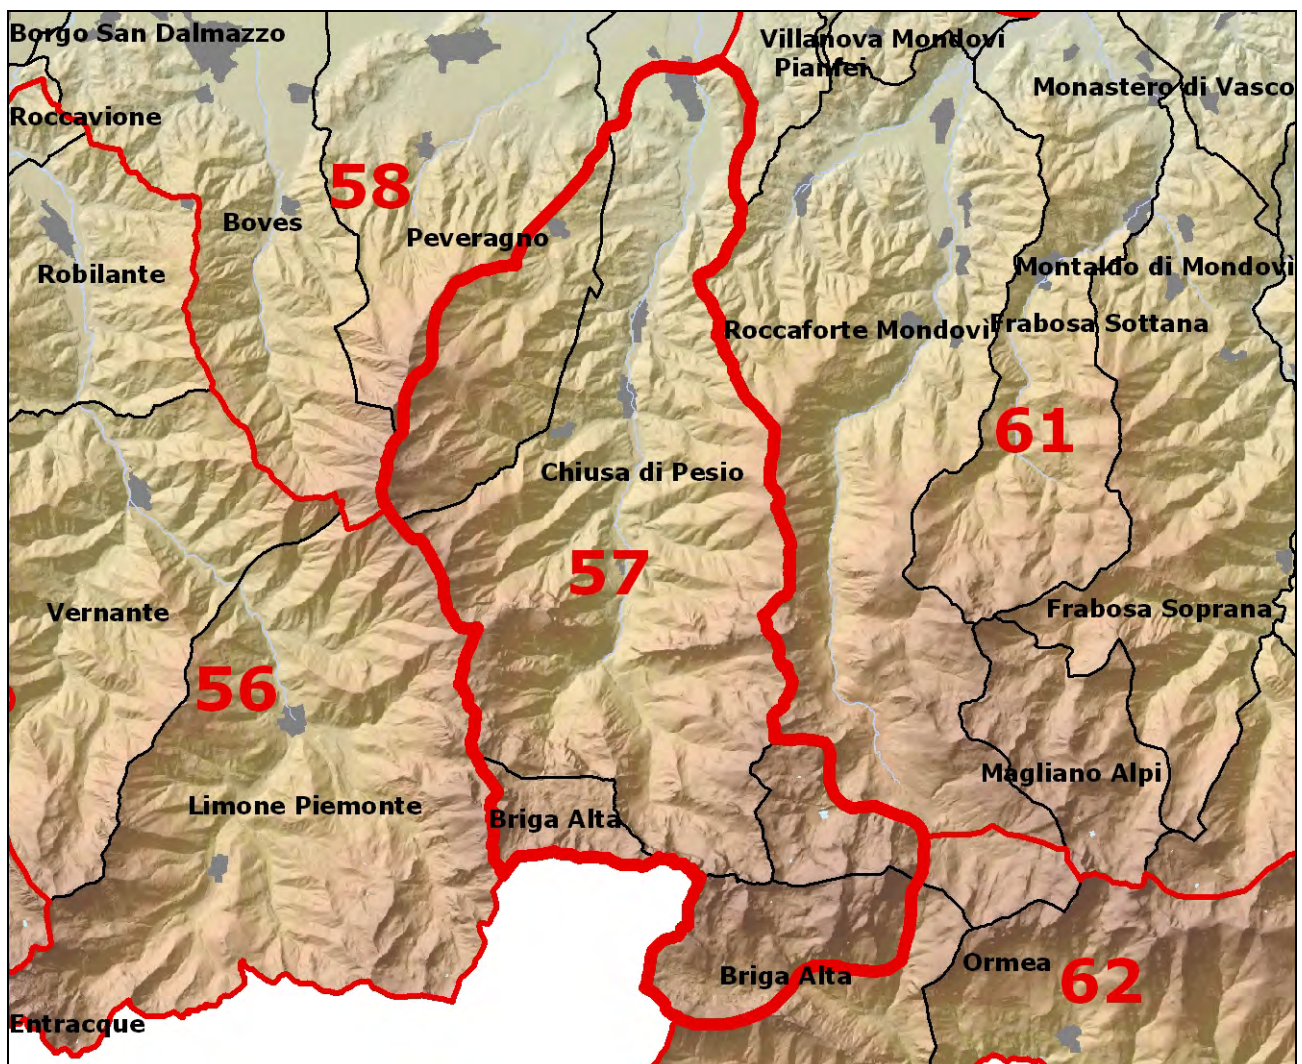 Borgo San Dalmazzo
Villanova Mondovi
Pianfei
Monastero di Vasco
Roccavione
58
Boves
Peveragno
Robilante
Montaldo di Mondovì
Roccaforte Mondovi
Frabosa Sottana
61
Chiusa di Pesio
57
Vernante
Frabosa Soprana
56
Magliano Alpi
Limone Piemonte
Briga Alta
Briga Alta
Ormea
62
Entracque